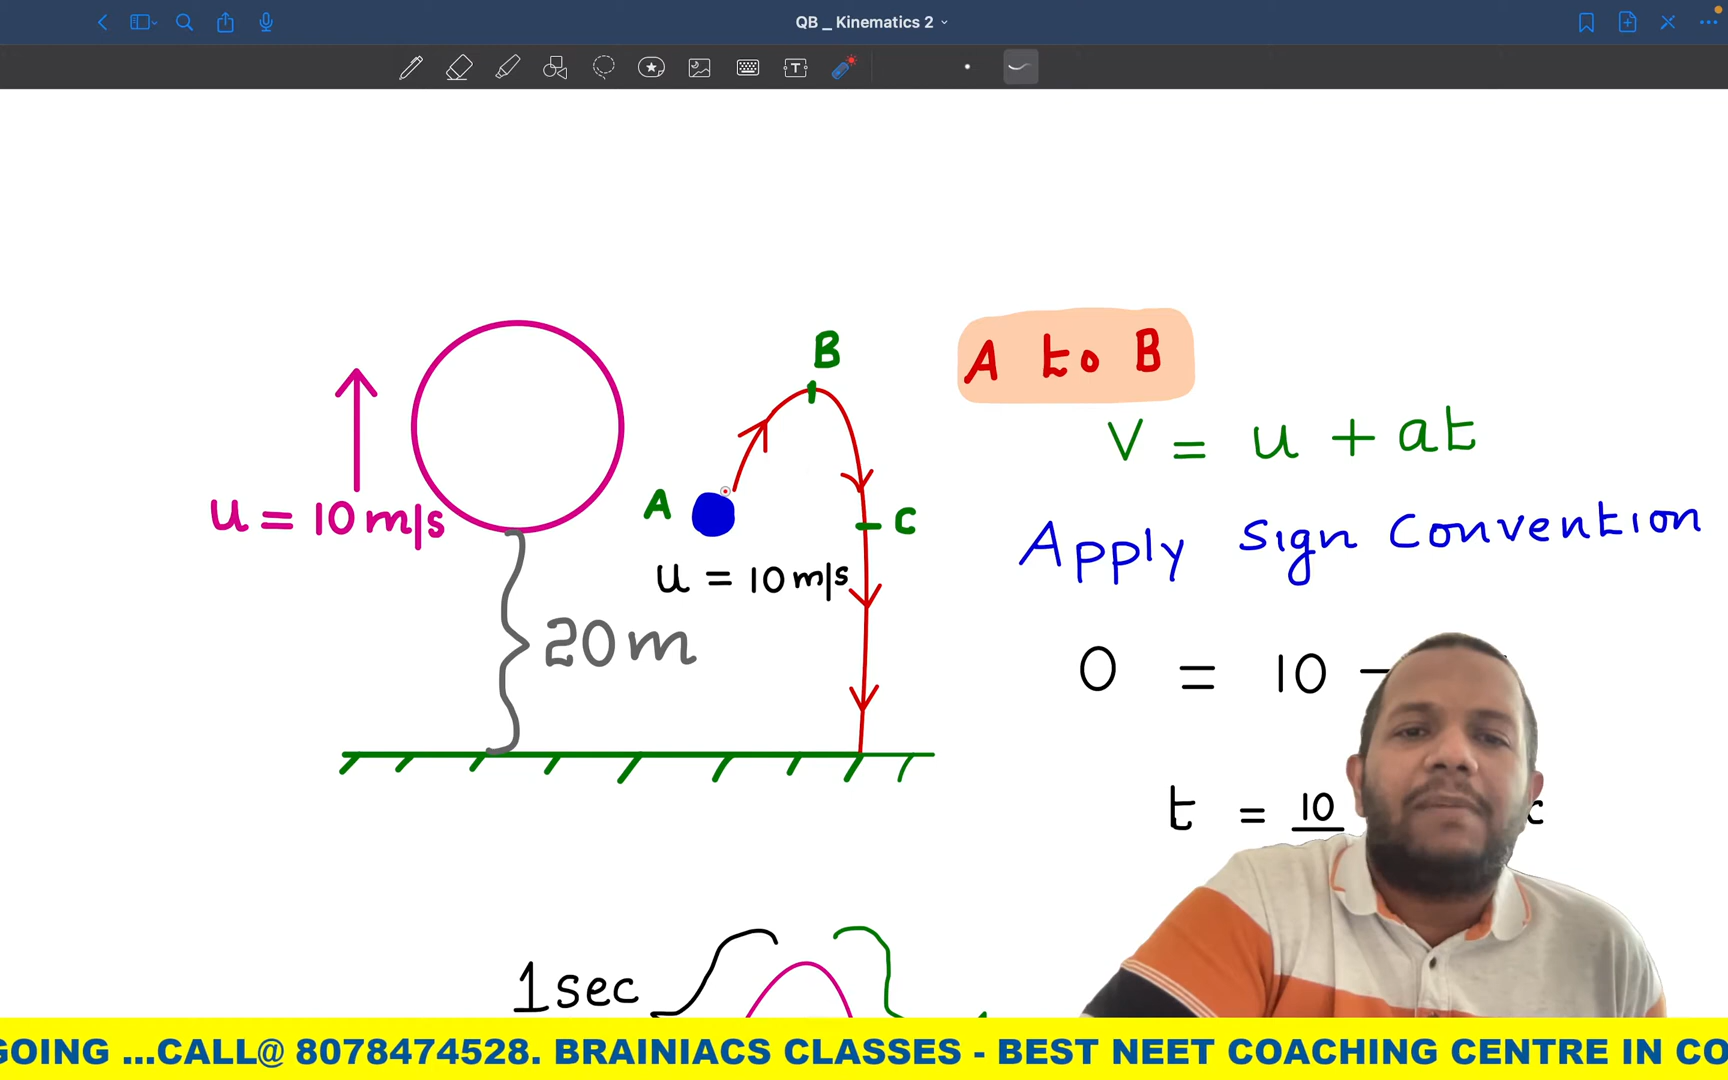 QB _ Kinematics 2
B
A to B
V = u + at
A
C
u = 10 m/s
u = 10 m/s
Apply Sign Convention
20 m
0 = 10 -
t = 10
1 sec
GOING ...CALL@ 8078474528. BRAINIACS CLASSES - BEST NEET COACHING CENTRE IN CO